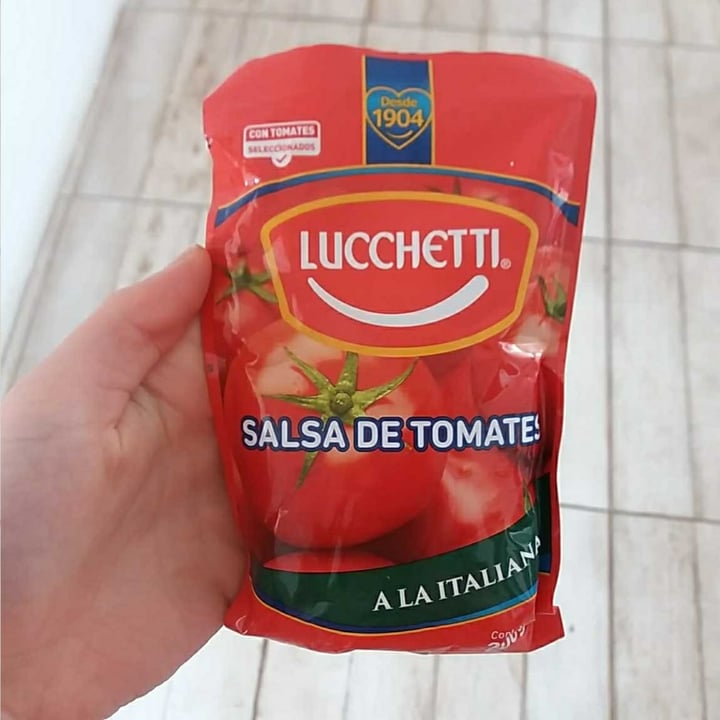 Desde
1904
CON TOMATES
SELECCIONADOS
LUCCHETTI®
SALSA DE TOMATES
A LA ITALIANA